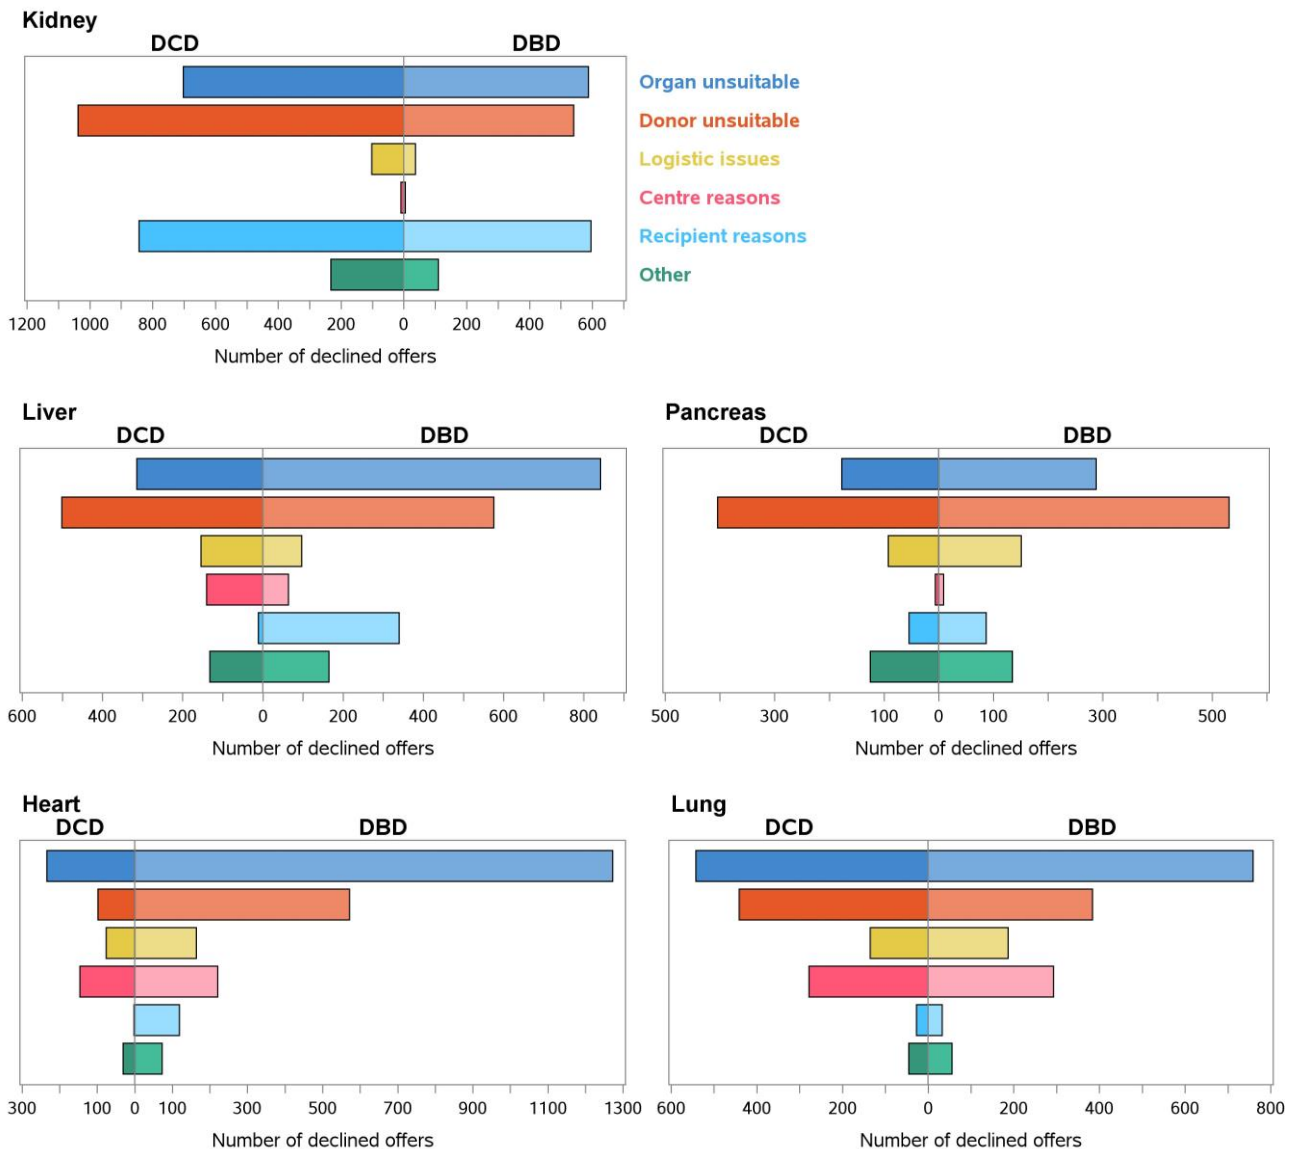 Kidney
DCD DBD
Organ unsuitable
Donor unsuitable
Logistic issues
Centre reasons
Recipient reasons
Other
1200 1000 800 600 400 200 0 200 400 600
Number of declined offers
Liver
DCD DBD
600 400 200 0 200 400 600 800
Number of declined offers
Pancreas
DCD DBD
500 300 100 0 100 300 500
Number of declined offers
Heart
DCD DBD
300 100 0 100 300 500 700 900 1100 1300
Number of declined offers
Lung
DCD DBD
600 400 200 0 200 400 600 800
Number of declined offers